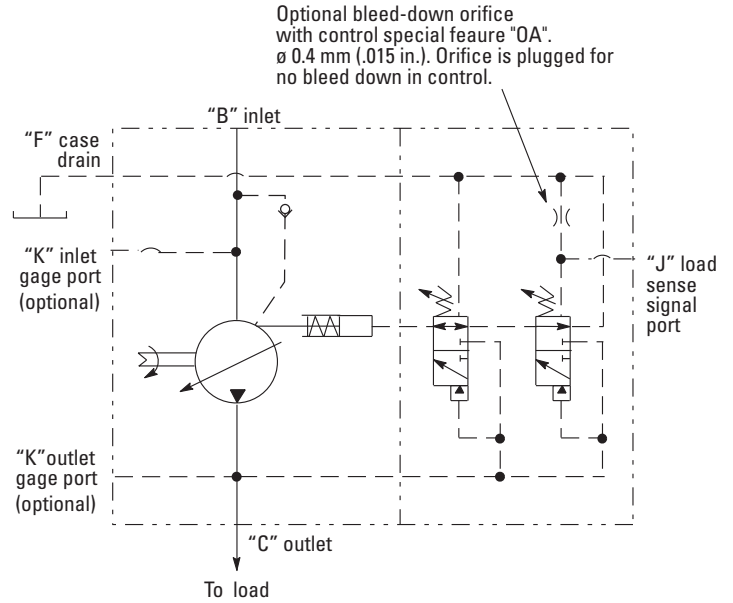 Optional bleed-down orifice
with control special feaure "OA".
ø 0.4 mm (.015 in.). Orifice is plugged for
no bleed down in control.
“B” inlet
“F” case
drain
“K” inlet
gage port
(optional)
“J” load
sense
signal
port
“K”outlet
gage port
(optional)
“C” outlet
To load